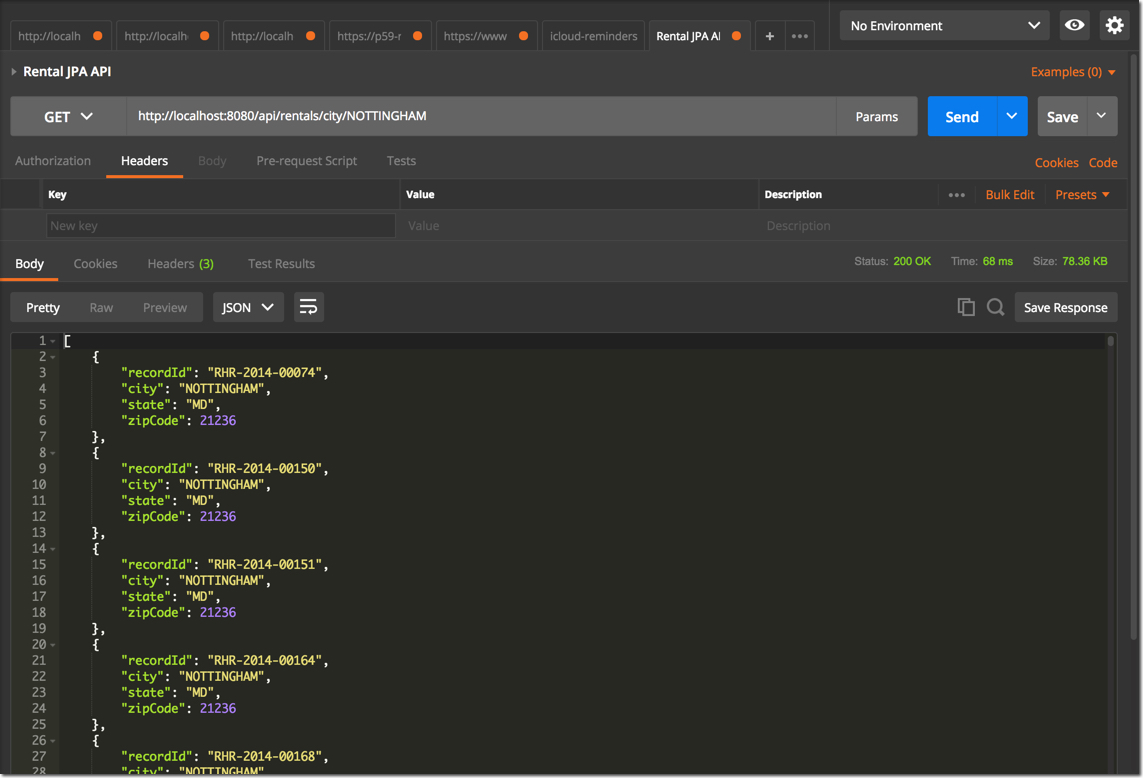 http://localh http://localh http://localh https://p59-r https://www icloud-reminders Rental JPA AI + ••• No Environment
Rental JPA API Examples (0)
GET http://localhost:8080/api/rentals/city/NOTTINGHAM Params Send Save
Authorization Headers Body Pre-request Script Tests Cookies Code
Key Value Description ••• Bulk Edit Presets
New key Value Description
Body Cookies Headers (3) Test Results Status: 200 OK Time: 68 ms Size: 78.36 KB
Pretty Raw Preview JSON Save Response
1 [
2 {
3 "recordId": "RHR-2014-00074",
4 "city": "NOTTINGHAM",
5 "state": "MD",
6 "zipCode": 21236
7 },
8 {
9 "recordId": "RHR-2014-00150",
10 "city": "NOTTINGHAM",
11 "state": "MD",
12 "zipCode": 21236
13 },
14 {
15 "recordId": "RHR-2014-00151",
16 "city": "NOTTINGHAM",
17 "state": "MD",
18 "zipCode": 21236
19 },
20 {
21 "recordId": "RHR-2014-00164",
22 "city": "NOTTINGHAM",
23 "state": "MD",
24 "zipCode": 21236
25 },
26 {
27 "recordId": "RHR-2014-00168",
28 "city": "NOTTINGHAM"